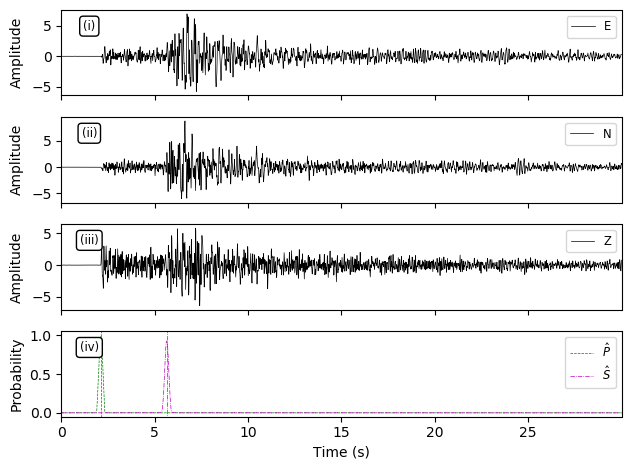 (i)
E
Amplitude
5
0
−5
(ii)
N
Amplitude
5
0
−5
(iii)
Z
Amplitude
5
0
−5
(iv)
P̂
Ŝ
Probability
1.0
0.5
0.0
0 5 10 15 20 25
Time (s)